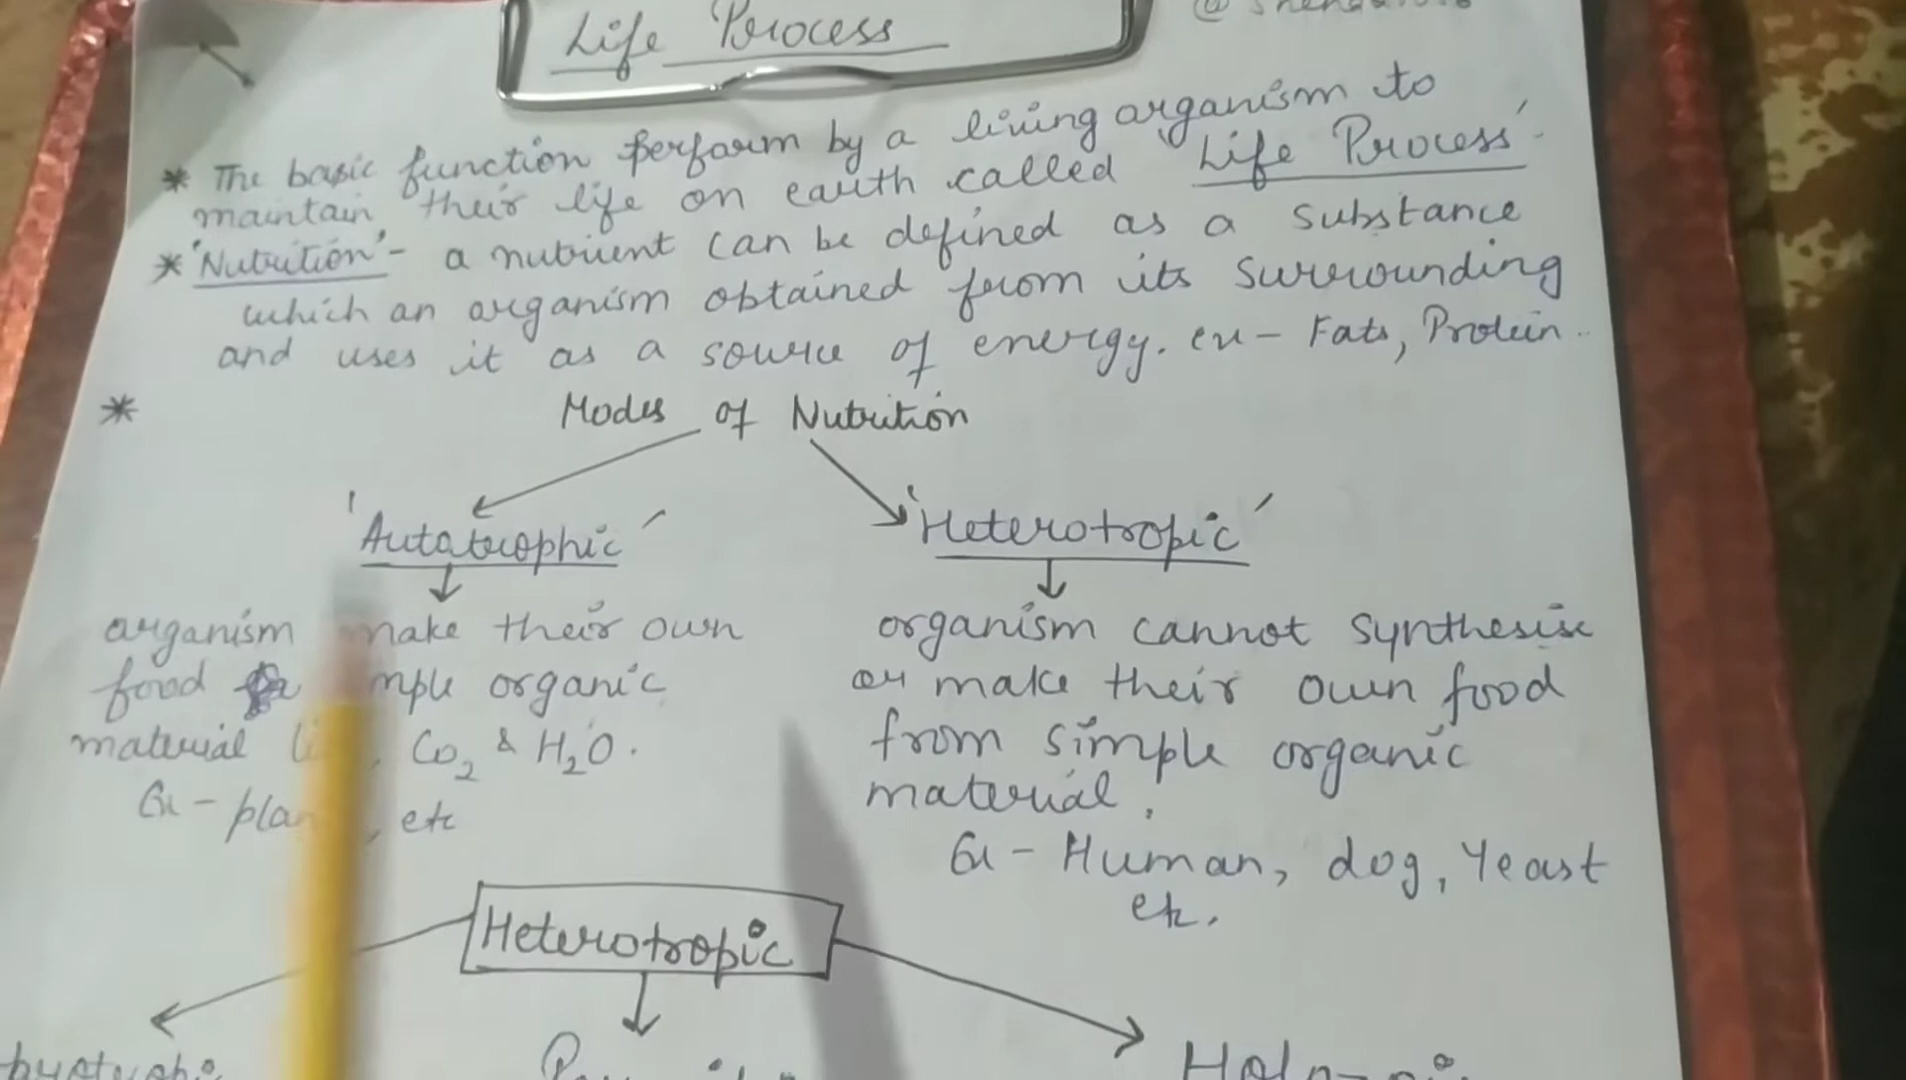 Life Process
* The basic function perform by a living organism to
maintain their life on earth called 'Life Process'.
* 'Nutrition' - a nutrient can be defined as a substance
which an organism obtained from its surrounding
and uses it as a source of energy. ex - Fats, Protein
* Modes of Nutrition
'Autotrophic' 'Heterotropic'
organism make their own
food organic
material CO2 & H2O.
Ex - , etc
organism cannot synthesise
or make their own food
from simple organic
material.
Ex - Human, dog, Yeast
etc.
Heterotropic